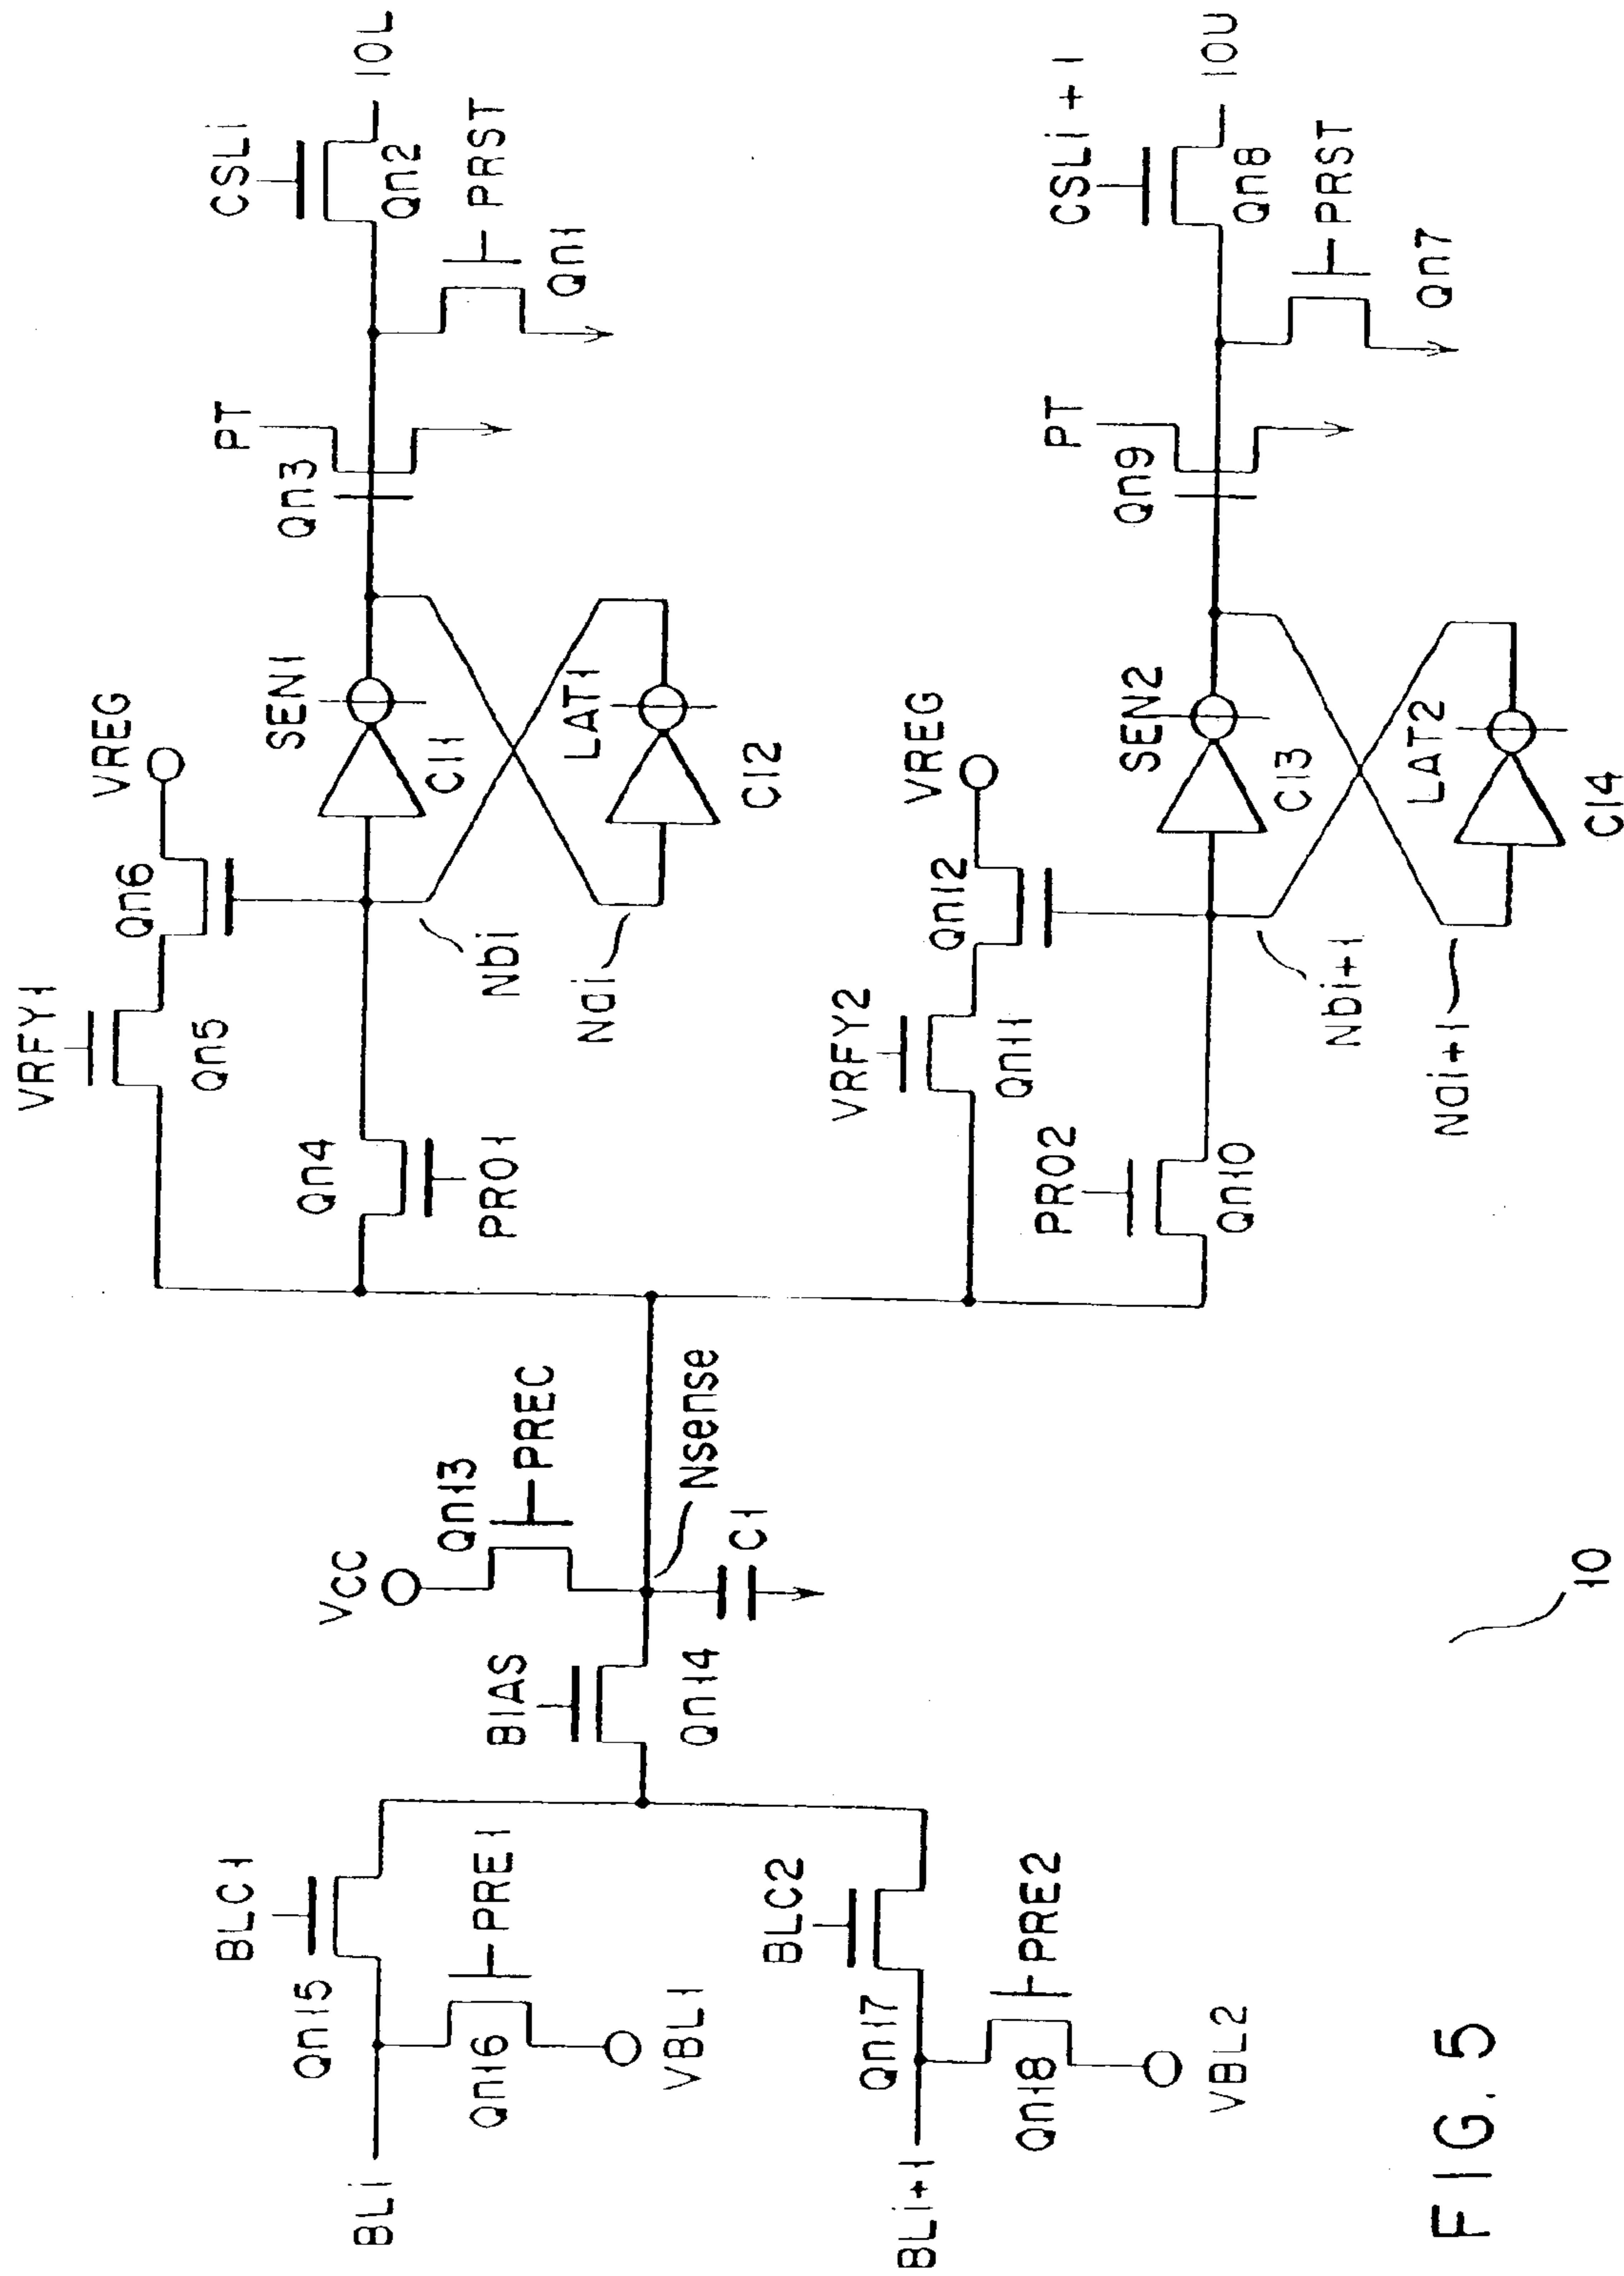 CSLi
IOL
Qn2
PRST
Qn1
PT
Qn3
VREG
SEN1
CI1
LAT1
CI2
Qn6
VRFY1
Qn5
Nbi
Nai
Qn4
PRO1
CSLi+1
IOU
Qn8
PRST
Qn7
PT
Qn9
VREG
SEN2
CI3
LAT2
CI4
Qn12
VRFY2
Qn11
Nbi+1
Nai+1
PRO2
Qn10
VCC
Qn13
PREC
Nsense
C1
BIAS
Qn14
BLC1
PRE1
Qn15
Qn16
VBL1
BLi
BLC2
PRE2
Qn17
Qn18
VBL2
BLi+1
10
FIG. 5